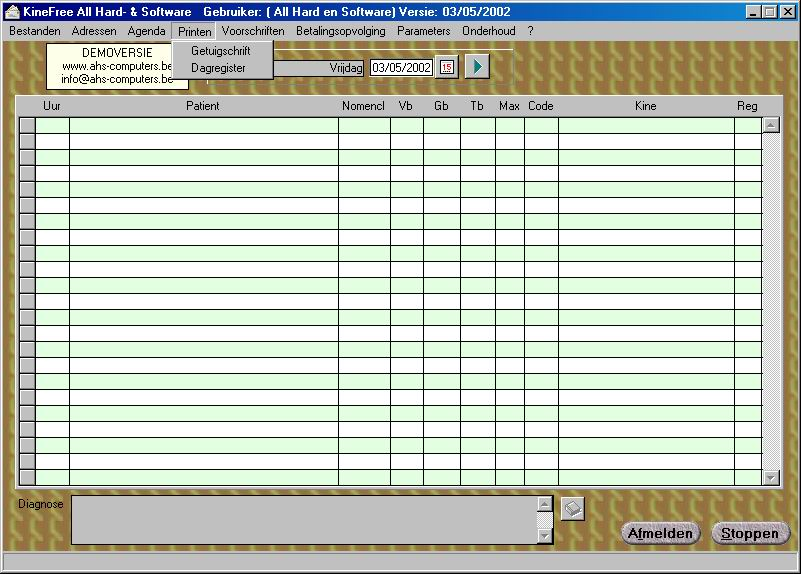 KineFree All Hard- & Software Gebruiker: ( All Hard en Software) Versie: 03/05/2002
Bestanden Adressen Agenda Printen Voorschriften Betalingsopvolging Parameters Onderhoud ?
Getuigschrift
Dagregister
DEMOVERSIE
www.ahs-computers.be
info@ahs-computers.be
Vrijdag 03/05/2002 15
Uur Patient Nomencl Vb Gb Tb Max Code Kine Reg
Diagnose
Afmelden Stoppen